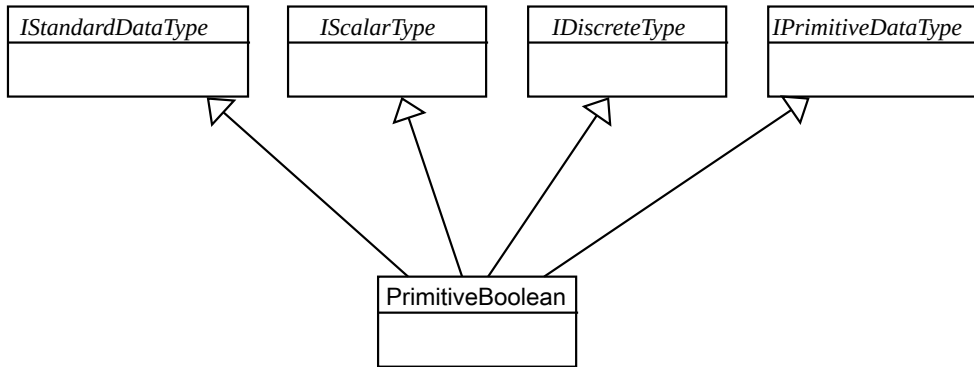 IStandardDataType
IScalarType
IDiscreteType
IPrimitiveDataType
PrimitiveBoolean